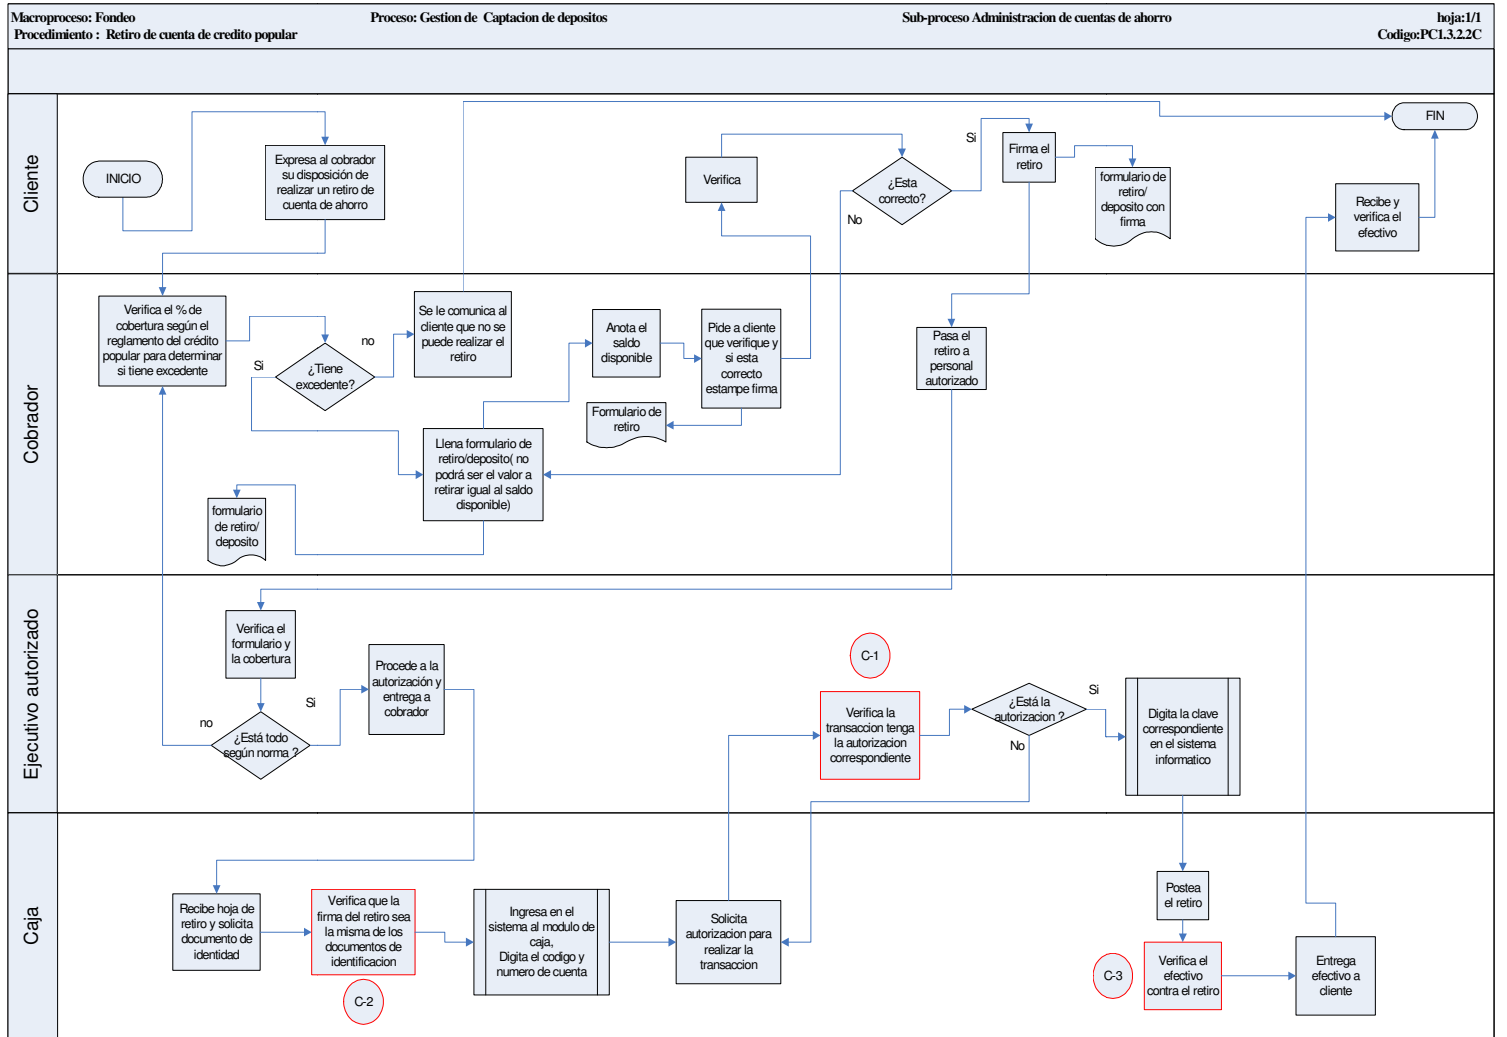 Macroproceso: Fondeo
Proceso: Gestion de Captacion de depositos
Sub-proceso Administracion de cuentas de ahorro
hoja:1/1
Procedimiento : Retiro de cuenta de credito popular
Codigo:PC1.3.2.2C
Cliente
INICIO
Expresa al cobrador
su disposición de
realizar un retiro de
cuenta de ahorro
Verifica
¿Esta
correcto?
Si
No
Firma el
retiro
formulario de
retiro/
deposito con
firma
FIN
Recibe y
verifica el
efectivo
Cobrador
Verifica el % de
cobertura según el
reglamento del crédito
popular para determinar
si tiene excedente
¿Tiene
excedente?
Si
no
Se le comunica al
cliente que no se
puede realizar el
retiro
Anota el
saldo
disponible
Pide a cliente
que verifique y
si esta
correcto
estampe firma
Formulario de
retiro
Llena formulario de
retiro/deposito( no
podrá ser el valor a
retirar igual al saldo
disponible)
formulario
de retiro/
deposito
Pasa el
retiro a
personal
autorizado
Ejecutivo autorizado
Verifica el
formulario y
la cobertura
¿Está todo
según norma ?
no
Si
Procede a la
autorización y
entrega a
cobrador
C-1
Verifica la
transaccion tenga
la autorizacion
correspondiente
¿Está la
autorizacion ?
Si
No
Digita la clave
correspondiente
en el sistema
informatico
Caja
Recibe hoja de
retiro y solicita
documento de
identidad
Verifica que la
firma del retiro sea
la misma de los
documentos de
identificacion
C-2
Ingresa en el
sistema al modulo de
caja,
Digita el codigo y
numero de cuenta
Solicita
autorizacion para
realizar la
transaccion
Postea
el retiro
C-3
Verifica el
efectivo
contra el retiro
Entrega
efectivo a
cliente